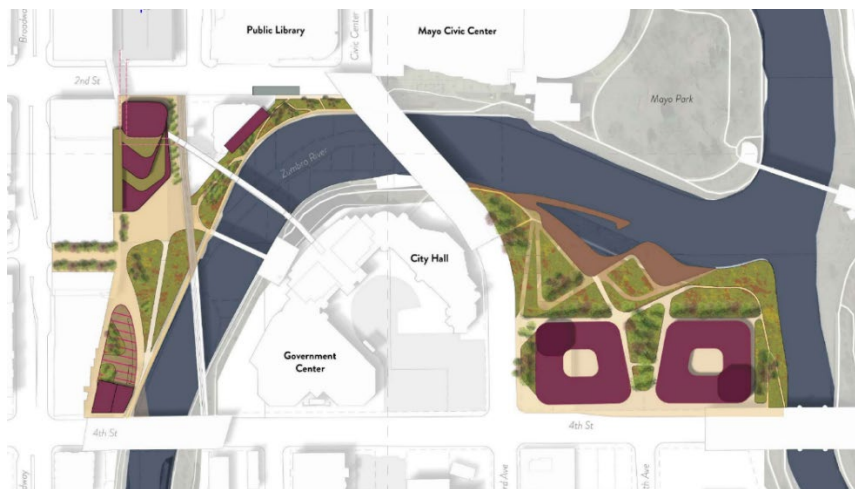 Broadway
Public Library
Civic Center
Mayo Civic Center
2nd St
Mayo Park
Zumbro River
City Hall
Government
Center
4th St
4th St